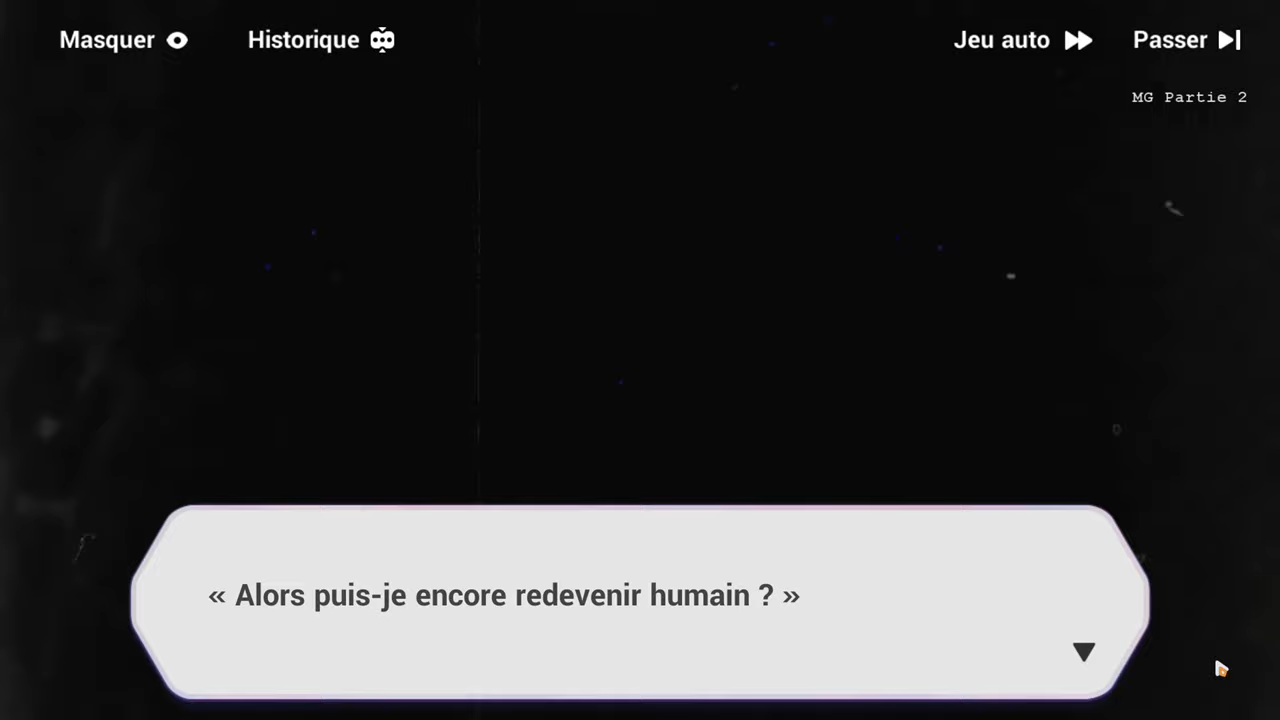 Masquer
Historique
Jeu auto
Passer
MG Partie 2
« Alors puis-je encore redevenir humain ? »